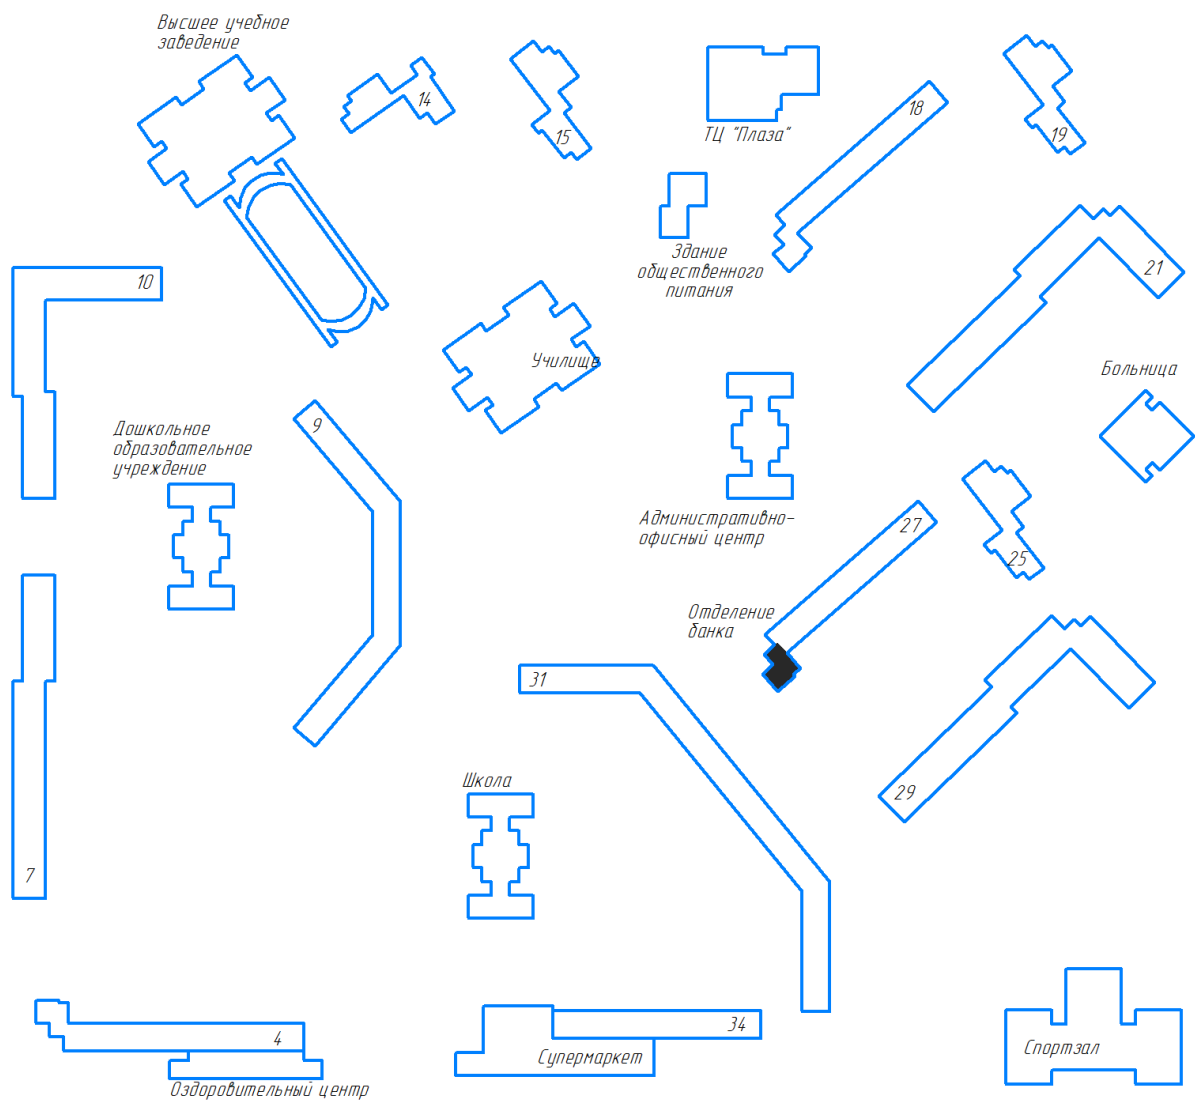 Высшее учебное
заведение
14
15
ТЦ "Плаза"
18
19
Здание
общественного
питания
10
21
Училище
Больница
Дошкольное
образовательное
учреждение
9
Административно-
офисный центр
27
25
Отделение
банка
31
29
Школа
7
4
Оздоровительный центр
34
Супермаркет
Спортзал